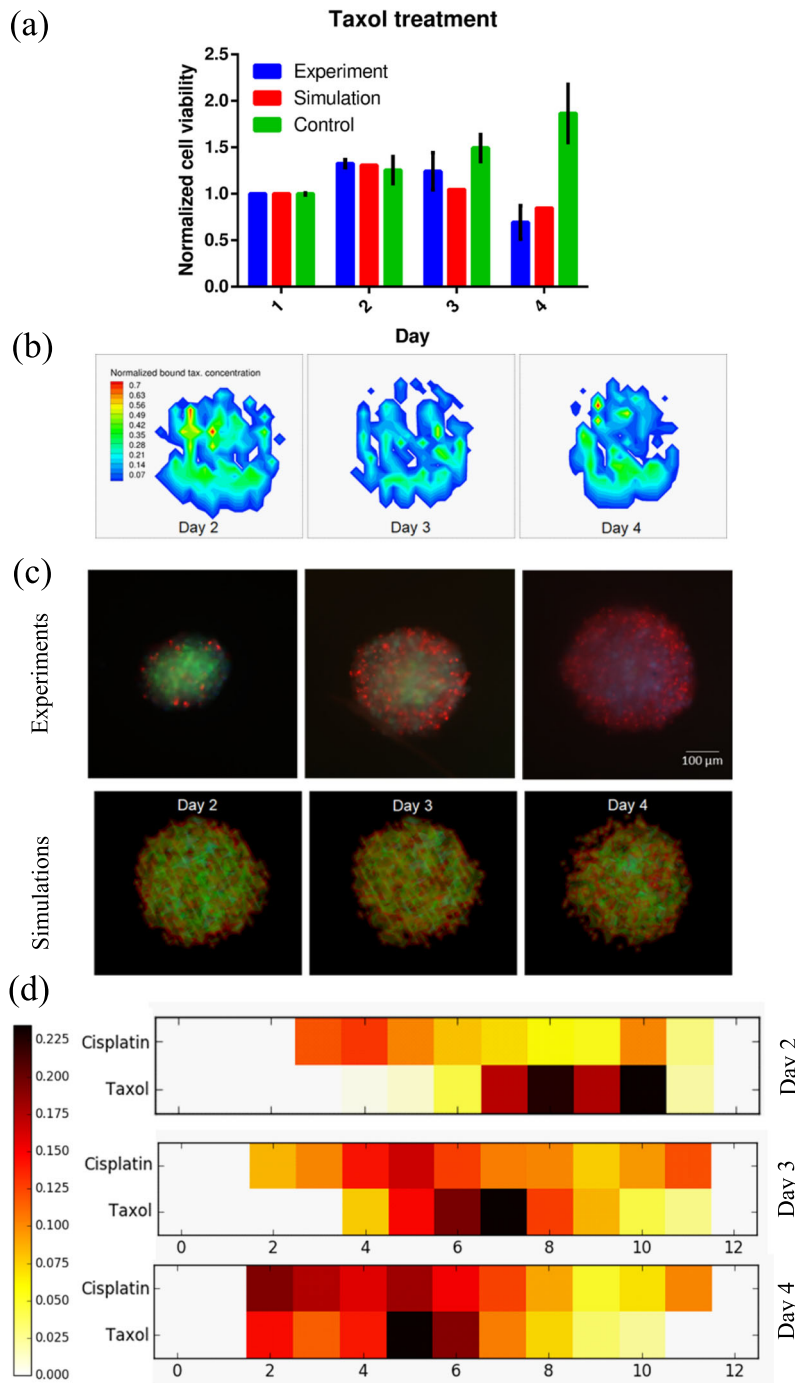 (a)
Taxol treatment
Normalized cell viability
2.5
2.0
1.5
1.0
0.5
0.0
Experiment
Simulation
Control
1 2 3 4
Day
(b)
Normalized bound tax. concentration
0.7
0.63
0.56
0.49
0.42
0.35
0.28
0.21
0.14
0.07
Day 2 Day 3 Day 4
(c)
Experiments
100 μm
Simulations
Day 2 Day 3 Day 4
(d)
0.225
0.200
0.175
0.150
0.125
0.100
0.075
0.050
0.025
0.000
Cisplatin
Taxol
Day 2
Cisplatin
Taxol
0 2 4 6 8 10 12
Day 3
Cisplatin
Taxol
0 2 4 6 8 10 12
Day 4